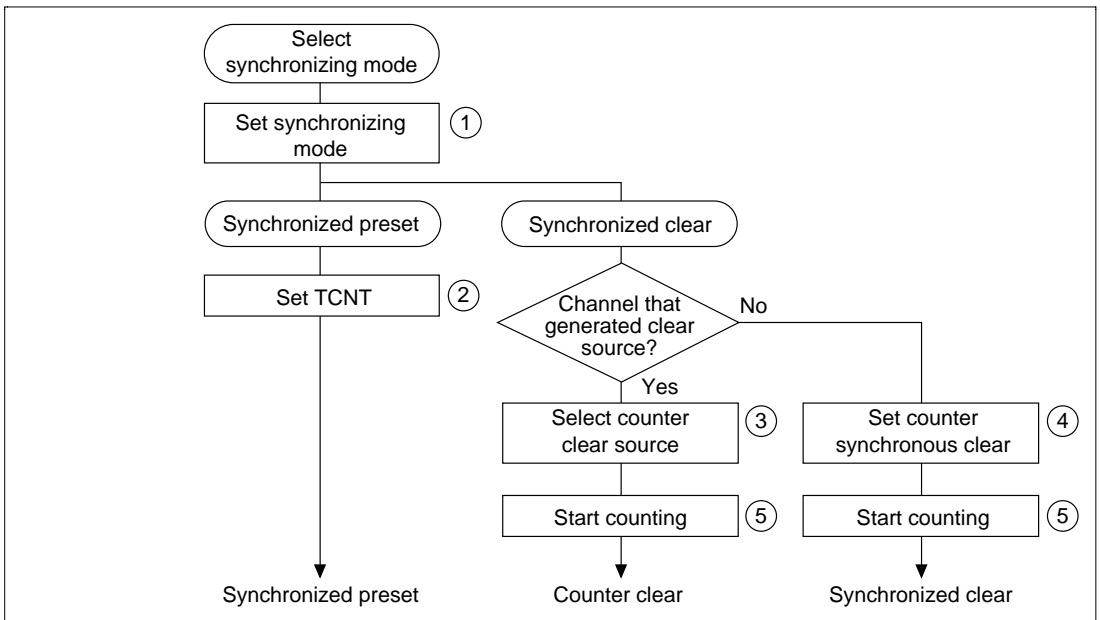 Select
synchronizing mode
Set synchronizing
mode
1
Synchronized preset
Synchronized clear
Set TCNT
2
Channel that
generated clear
source?
No
Yes
Select counter
clear source
3
Set counter
synchronous clear
4
Start counting
5
Start counting
5
Synchronized preset
Counter clear
Synchronized clear